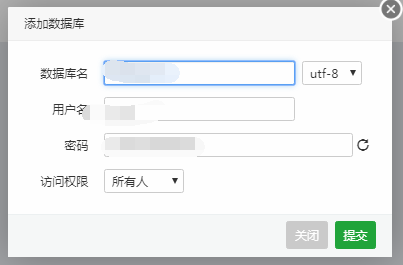 添加数据库
数据库名 utf-8
用户名
密码
访问权限 所有人
关闭 提交